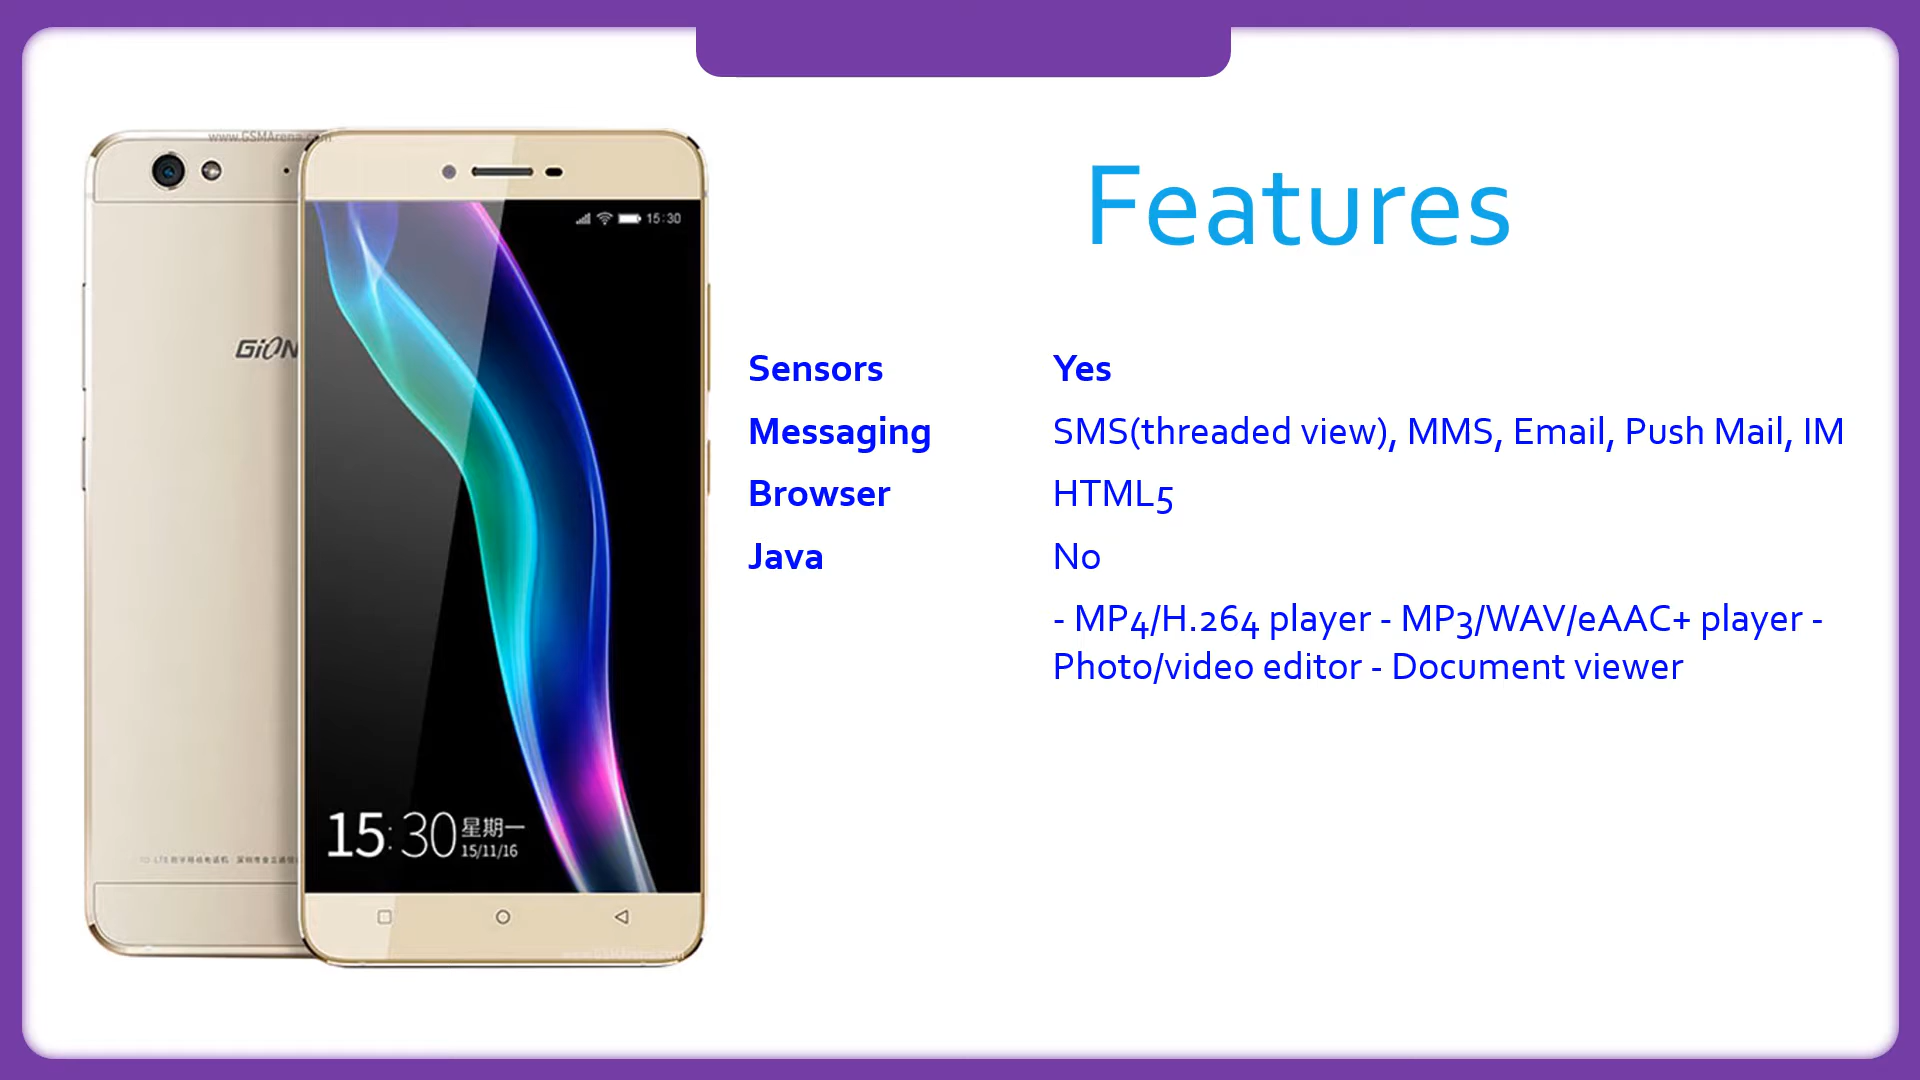 www.GSMArena.com
15:30
GiON
15:30
星期一
15/11/16
Features
Sensors Yes
Messaging SMS(threaded view), MMS, Email, Push Mail, IM
Browser HTML5
Java No
- MP4/H.264 player - MP3/WAV/eAAC+ player -
Photo/video editor - Document viewer